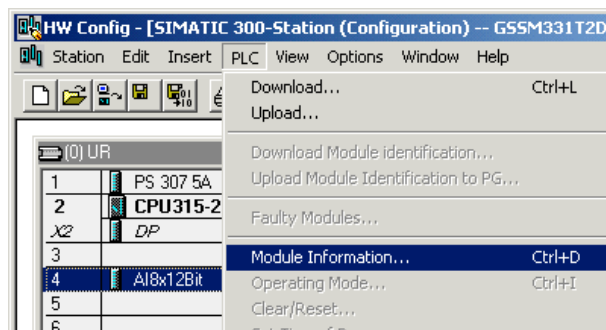 HW Config - [SIMATIC 300-Station (Configuration) -- GSSM331T2D
Station Edit Insert PLC View Options Window Help
Download... Ctrl+L
Upload...
(0) UR
Download Module identification...
1 PS 307 5A
Upload Module Identification to PG...
2 CPU315-2
Faulty Modules...
X2 DP
3
Module Information... Ctrl+D
4 AI8x12Bit
Operating Mode... Ctrl+I
5
Clear/Reset...
6